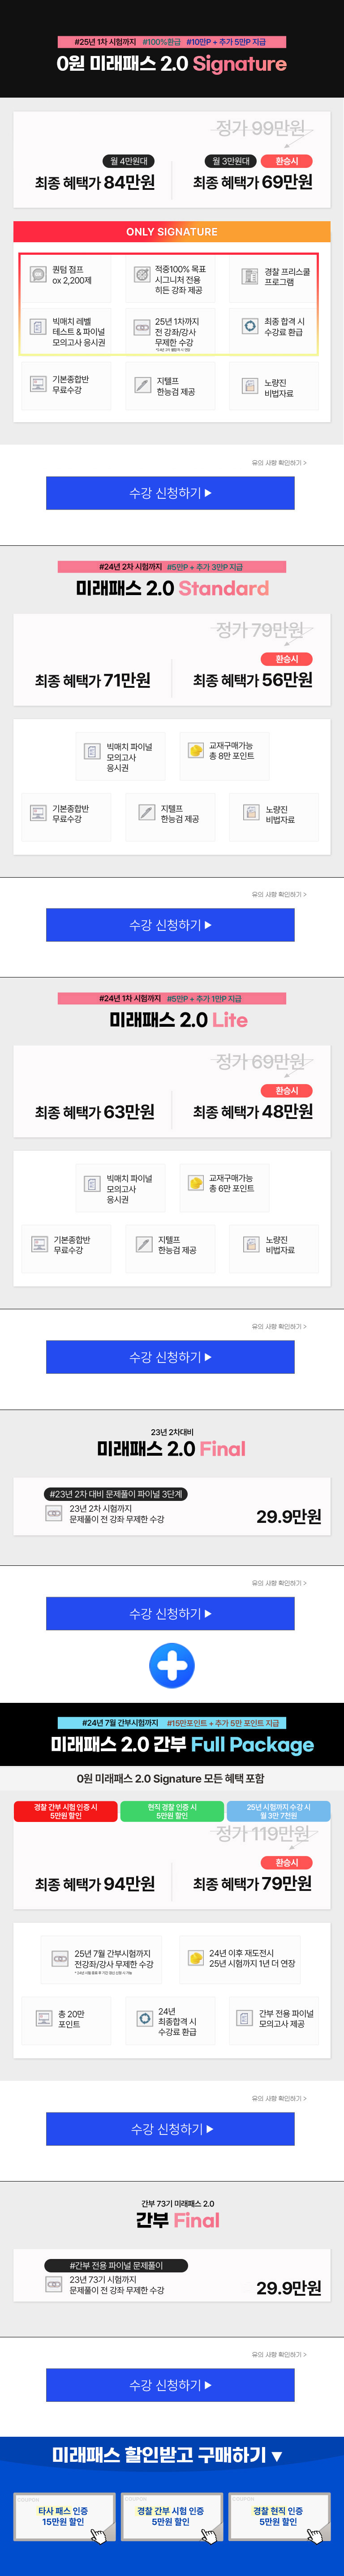 #25년 1차 시험까지 #100%환급 #10만P + 추가 5만P 지급
0원 미래패스 2.0 Signature
정가 99만원
월 4만원대
월 3만원대 환승시
최종 혜택가 84만원
최종 혜택가 69만원
ONLY SIGNATURE
퀀텀 점프
ox 2,200제
적중100% 목표
시그니처 전용
히든 강좌 제공
경찰 프리스쿨
프로그램
빅매치 레벨
테스트 & 파이널
모의고사 응시권
25년 1차까지
전 강좌/강사
무제한 수강
최종 합격 시
수강료 환급
기본종합반
무료수강
지텔프
한능검 제공
노량진
비법자료
유의 사항 확인하기 >
수강 신청하기▶
#24년 2차 시험까지 #5만P + 추가 3만P 지급
미래패스 2.0 Standard
정가 79만원
환승시
최종 혜택가 71만원
최종 혜택가 56만원
빅매치 파이널
모의고사
응시권
교재구매가능
총 8만 포인트
기본종합반
무료수강
지텔프
한능검 제공
노량진
비법자료
유의 사항 확인하기 >
수강 신청하기▶
#24년 1차 시험까지 #5만P + 추가 1만P 지급
미래패스 2.0 Lite
정가 69만원
환승시
최종 혜택가 63만원
최종 혜택가 48만원
빅매치 파이널
모의고사
응시권
교재구매가능
총 6만 포인트
기본종합반
무료수강
지텔프
한능검 제공
노량진
비법자료
유의 사항 확인하기 >
수강 신청하기▶
23년 2차대비
미래패스 2.0 Final
#23년 2차 대비 문제풀이 파이널 3단계
23년 2차 시험까지
문제풀이 전 강좌 무제한 수강
29.9만원
유의 사항 확인하기 >
수강 신청하기▶
#24년 7월 간부시험까지 #15만포인트 + 추가 5만 포인트 지급
미래패스 2.0 간부 Full Package
0원 미래패스 2.0 Signature 모든 혜택 포함
경찰 간부 시험 인증 시
5만원 할인
현직 경찰 인증 시
5만원 할인
25년 시험까지 수강 시
월 3만 7천원
정가 119만원
환승시
최종 혜택가 94만원
최종 혜택가 79만원
25년 7월 간부시험까지
전강좌/강사 무제한 수강
24년 이후 재도전시
25년 시험까지 1년 더 연장
총 20만
포인트
24년
최종합격 시
수강료 환급
간부 전용 파이널
모의고사 제공
유의 사항 확인하기 >
수강 신청하기▶
간부 73기 미래패스 2.0
간부 Final
#간부 전용 파이널 문제풀이
23년 73기 시험까지
문제풀이 전 강좌 무제한 수강
29.9만원
유의 사항 확인하기 >
수강 신청하기▶
미래패스 할인받고 구매하기 ▼
COUPON
타사 패스 인증
15만원 할인
COUPON
경찰 간부 시험 인증
5만원 할인
COUPON
경찰 현직 인증
5만원 할인